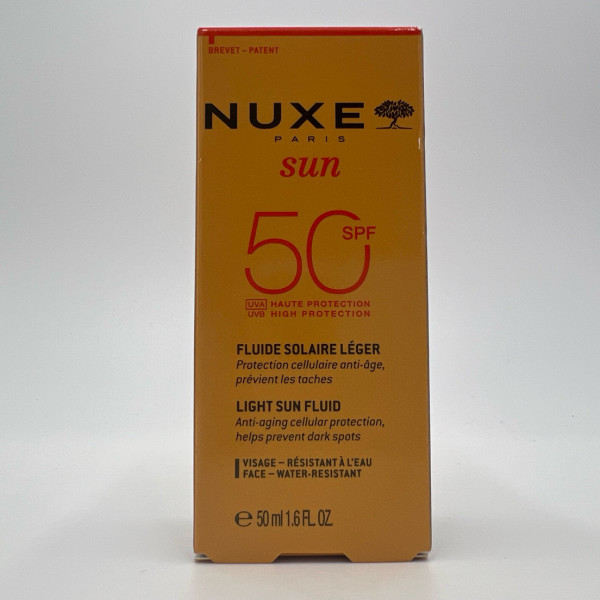 BREVET – PATENT
NUXE
PARIS
sun
50 SPF
UVA HAUTE PROTECTION
UVB HIGH PROTECTION
FLUIDE SOLAIRE LÉGER
Protection cellulaire anti-âge,
prévient les taches
LIGHT SUN FLUID
Anti-aging cellular protection,
helps prevent dark spots
VISAGE – RÉSISTANT À L'EAU
FACE – WATER-RESISTANT
℮ 50 ml 1.6 FL. OZ.